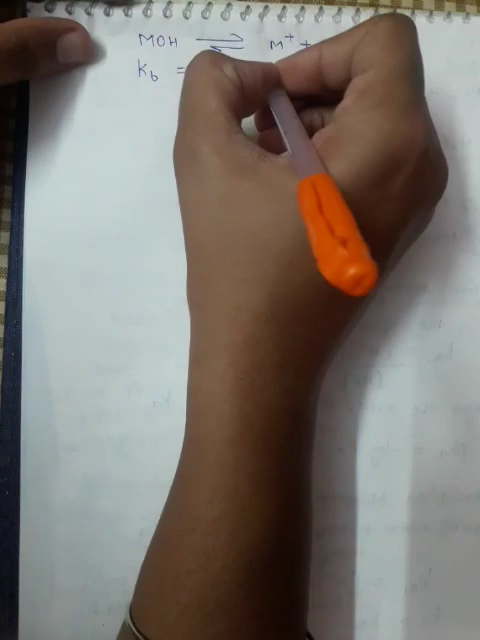 MOH ⇌ M⁺ +
Kb =